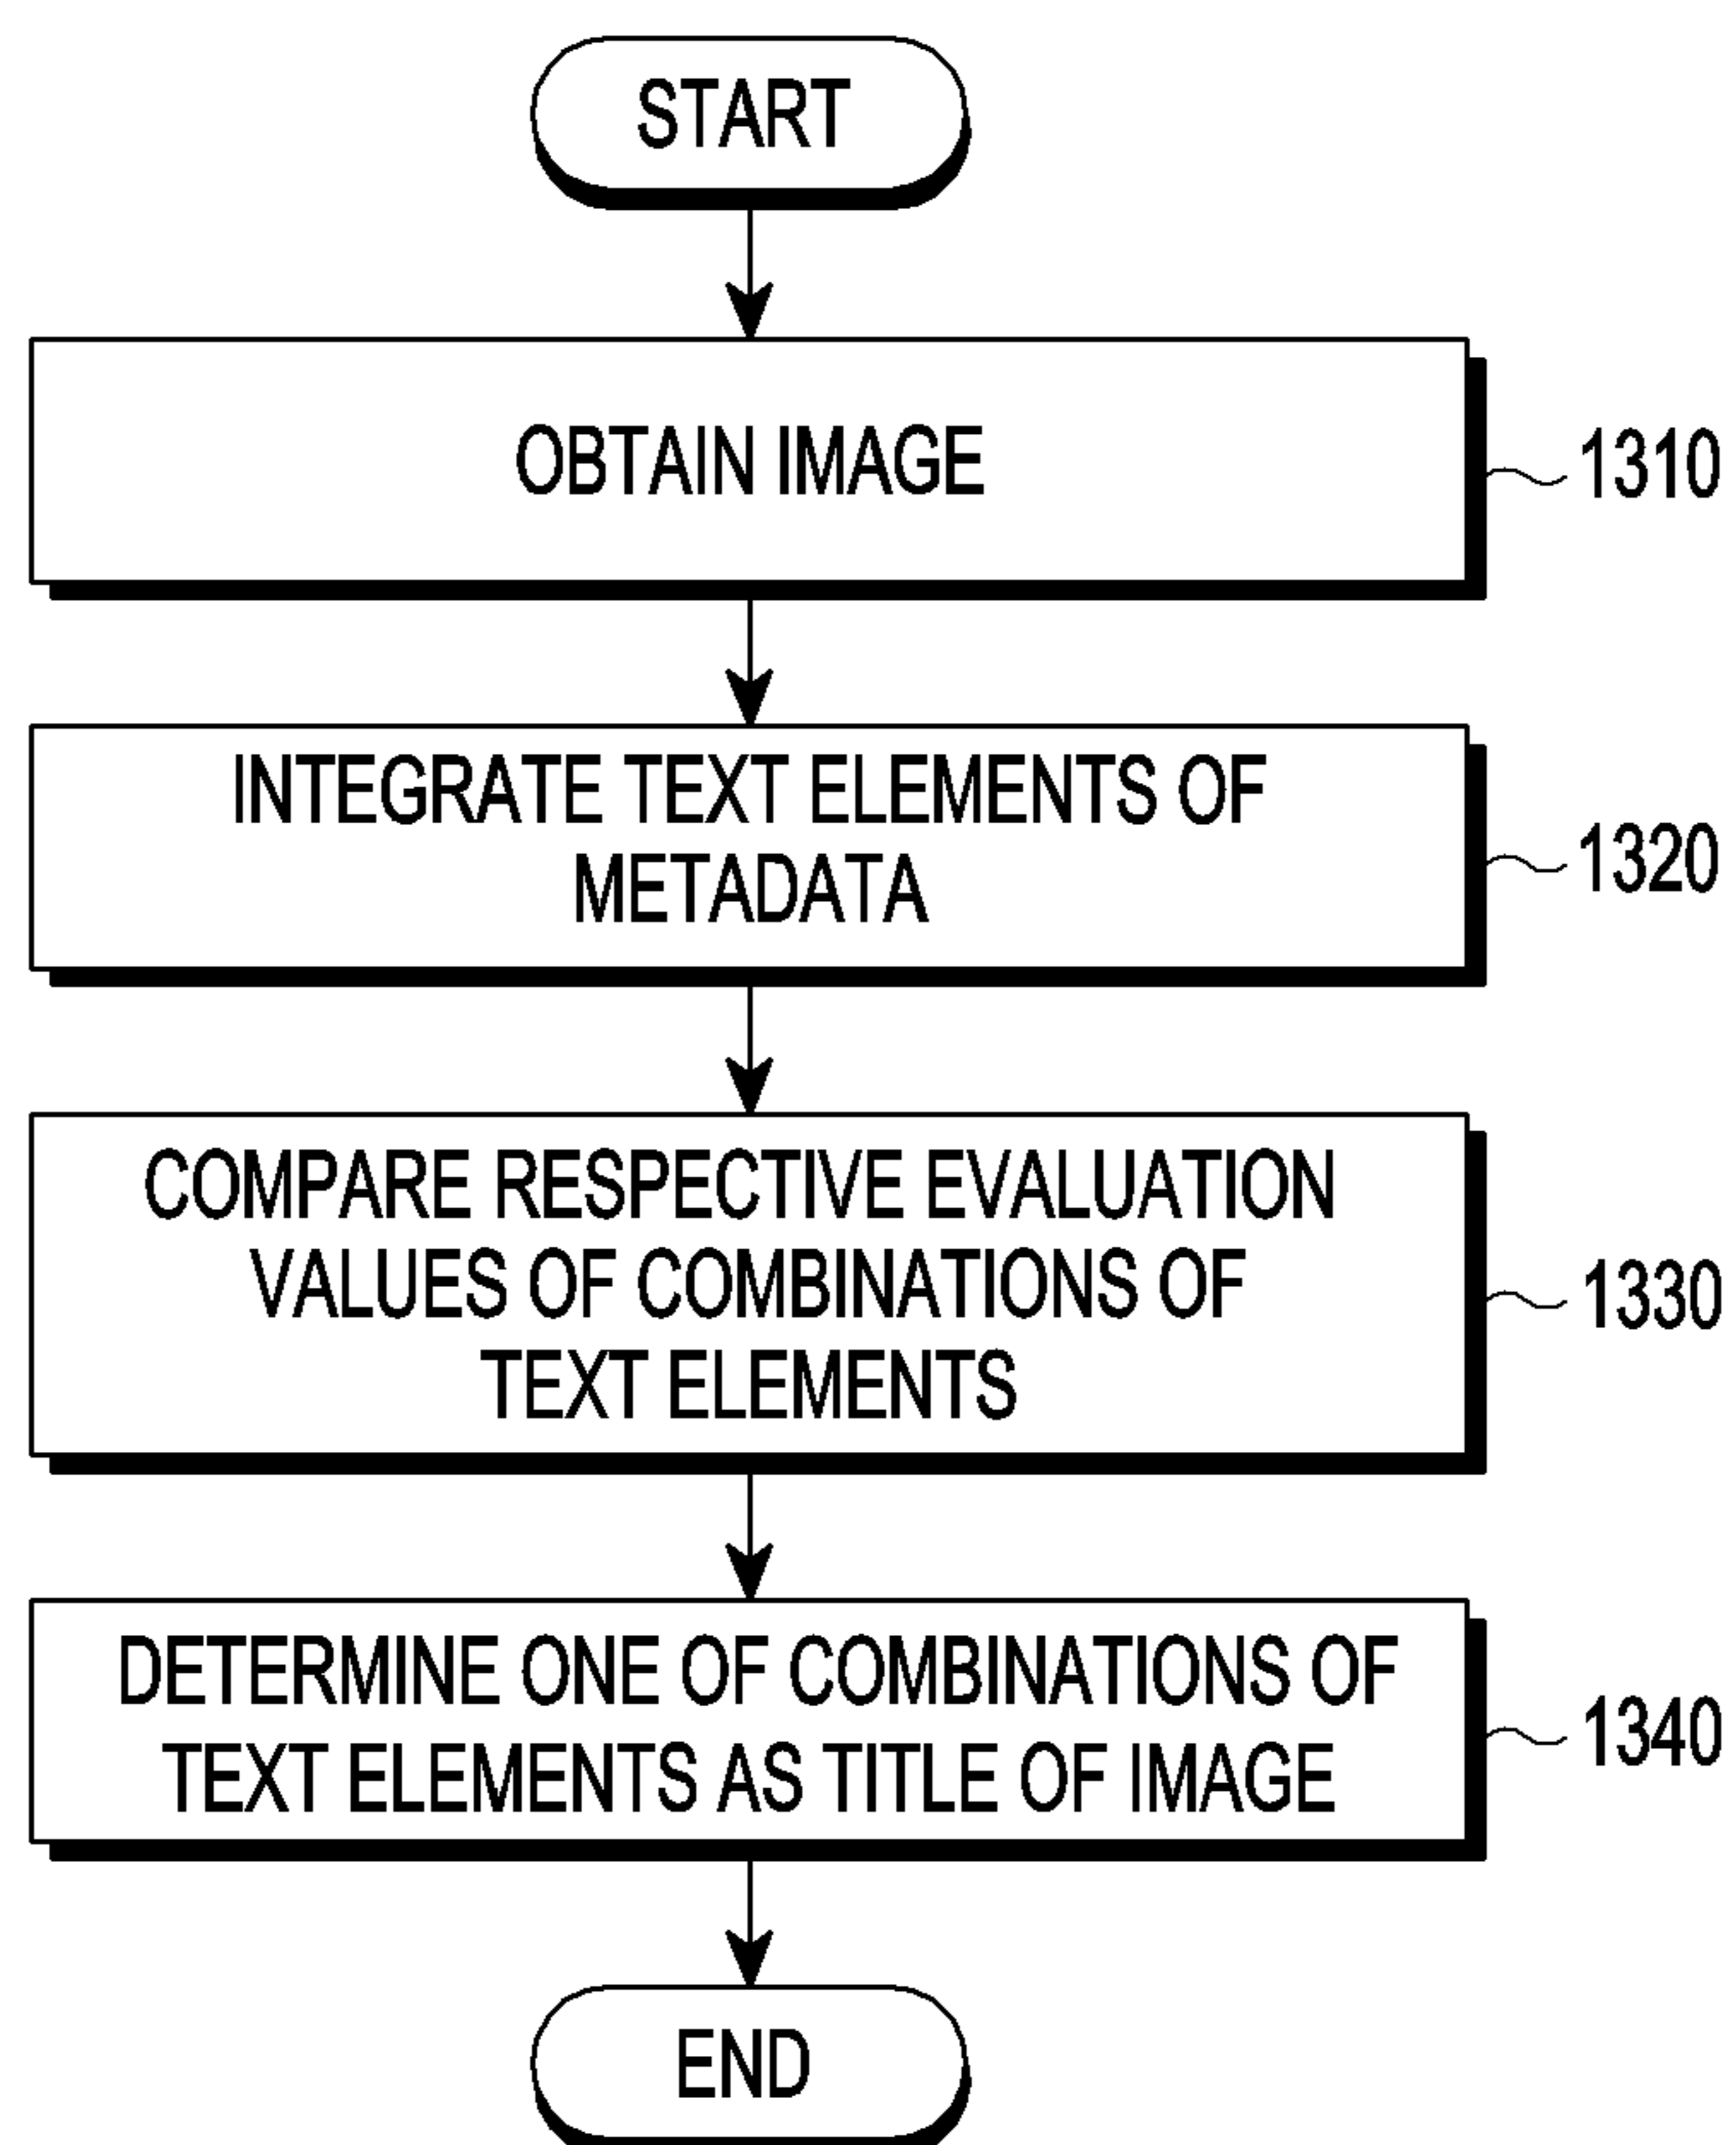 START
OBTAIN IMAGE
1310
INTEGRATE TEXT ELEMENTS OF
METADATA
1320
COMPARE RESPECTIVE EVALUATION
VALUES OF COMBINATIONS OF
TEXT ELEMENTS
1330
DETERMINE ONE OF COMBINATIONS OF
TEXT ELEMENTS AS TITLE OF IMAGE
1340
END